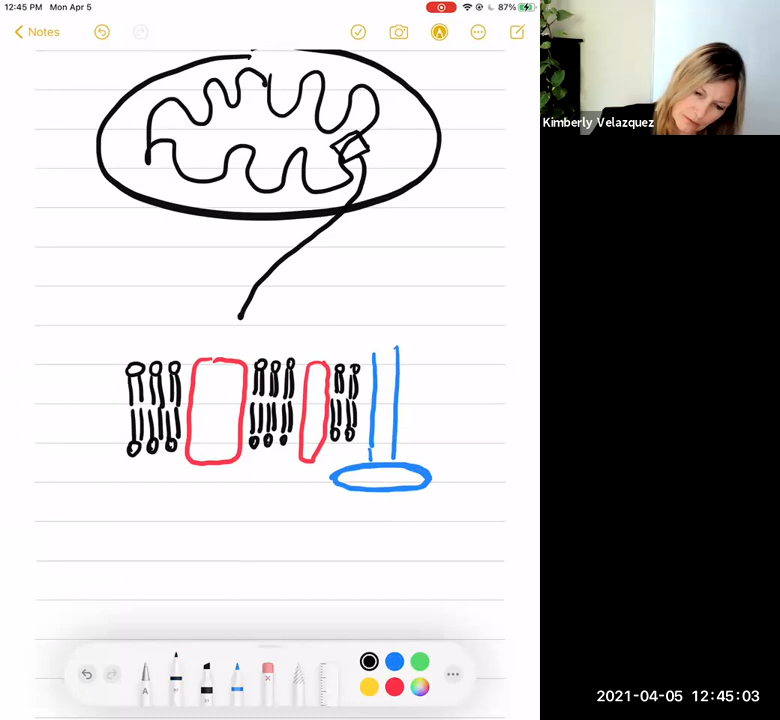 12:45 PM Mon Apr 5
87%
Notes
Kimberly Velazquez
A
2021-04-05 12:45:03